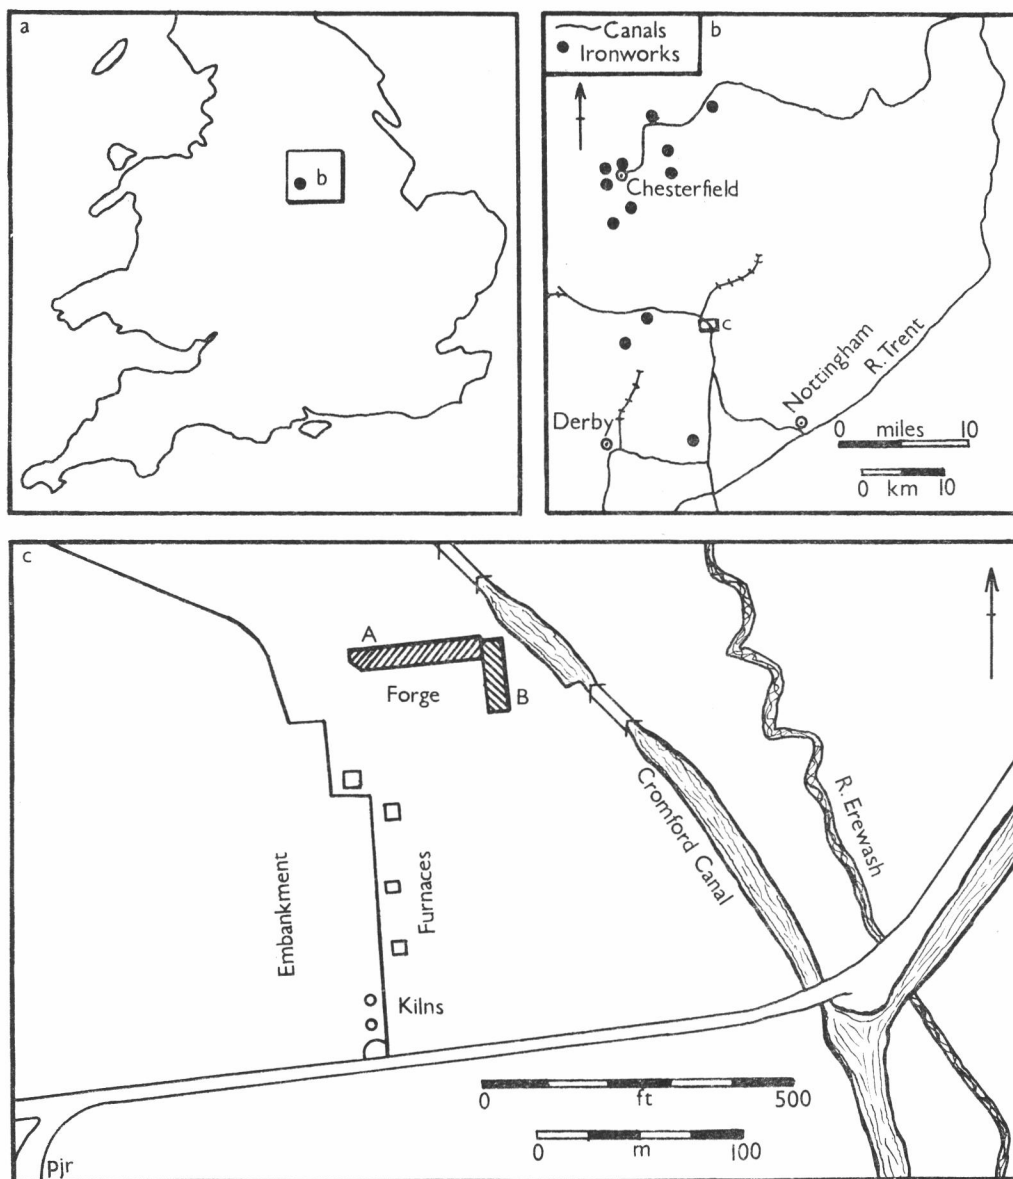 a
b
Canals
Ironworks
b
Chesterfield
c
Nottingham
R. Trent
Derby
0 miles 10
0 km 10
c
A
Forge
B
Cromford Canal
R. Erewash
Embankment
Furnaces
Kilns
0 ft 500
0 m 100
pjr